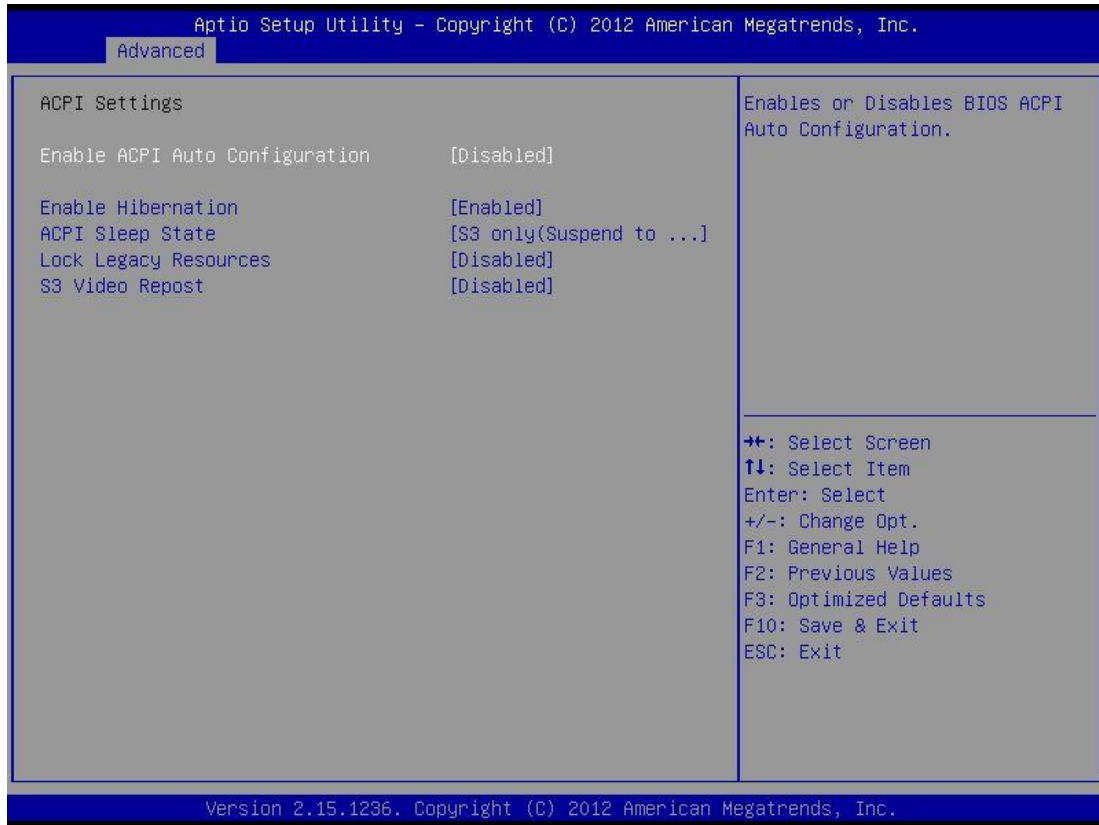 Aptio Setup Utility – Copyright (C) 2012 American Megatrends, Inc.
Advanced
ACPI Settings
Enable ACPI Auto Configuration [Disabled]
Enable Hibernation [Enabled]
ACPI Sleep State [S3 only(Suspend to ...]
Lock Legacy Resources [Disabled]
S3 Video Repost [Disabled]
Enables or Disables BIOS ACPI
Auto Configuration.
→←: Select Screen
↑↓: Select Item
Enter: Select
+/-: Change Opt.
F1: General Help
F2: Previous Values
F3: Optimized Defaults
F10: Save & Exit
ESC: Exit
Version 2.15.1236. Copyright (C) 2012 American Megatrends, Inc.